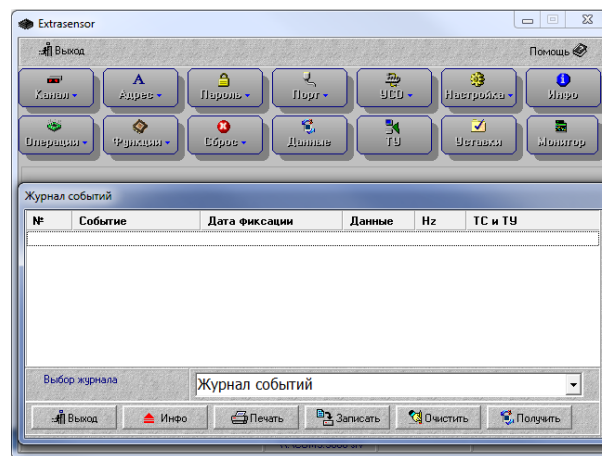 Extrasensor
Выход Помощь
Канал Адрес Пароль Порт УСО Настройка Инфо
Операции Функции Сброс Данные ТУ Уставки Монитор
Журнал событий
№ Событие Дата фиксации Данные Hz ТС и ТУ
Выбор журнала Журнал событий
Выход Инфо Печать Записать Очистить Получить